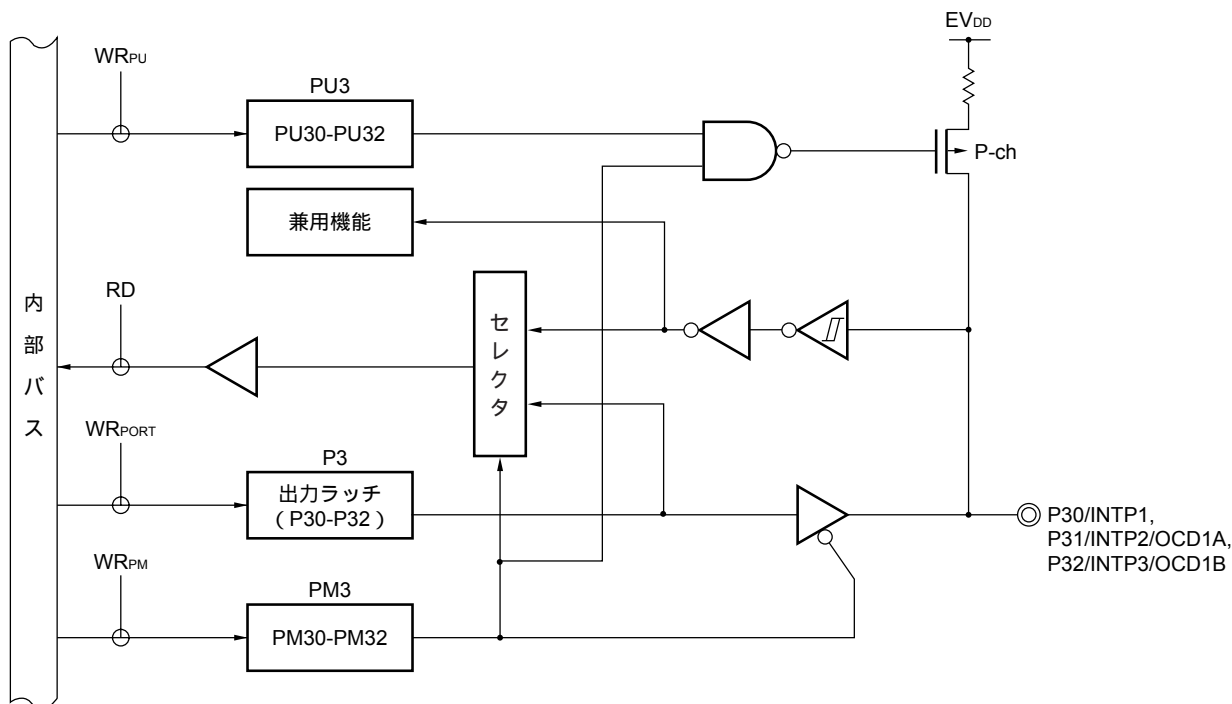 EVDD
WRPU
PU3
PU30-PU32
P-ch
兼用機能
RD
セレクタ
内部バス
WRPORT
P3
出力ラッチ
（P30-P32）
P30/INTP1,
P31/INTP2/OCD1A,
P32/INTP3/OCD1B
WRPM
PM3
PM30-PM32